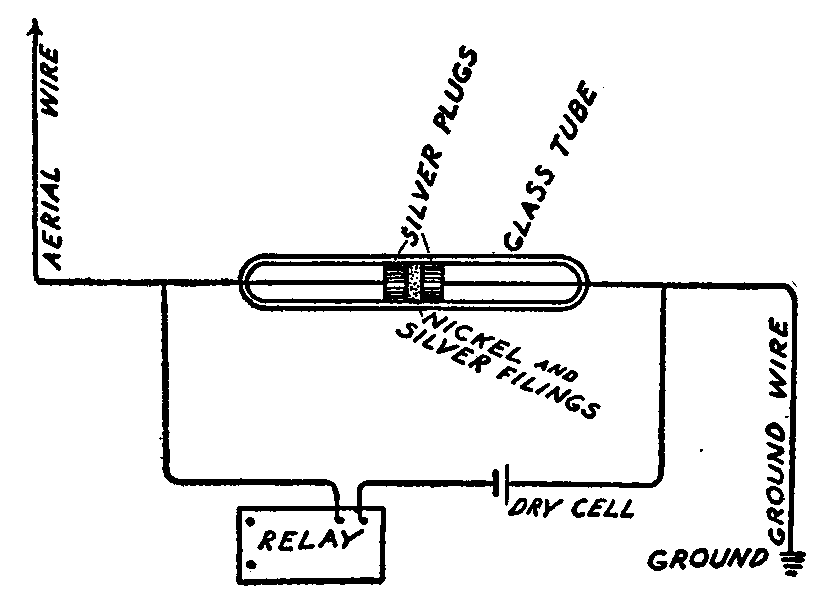 AERIAL WIRE
SILVER PLUGS
GLASS TUBE
NICKEL AND
SILVER FILINGS
GROUND WIRE
DRY CELL
RELAY
GROUND